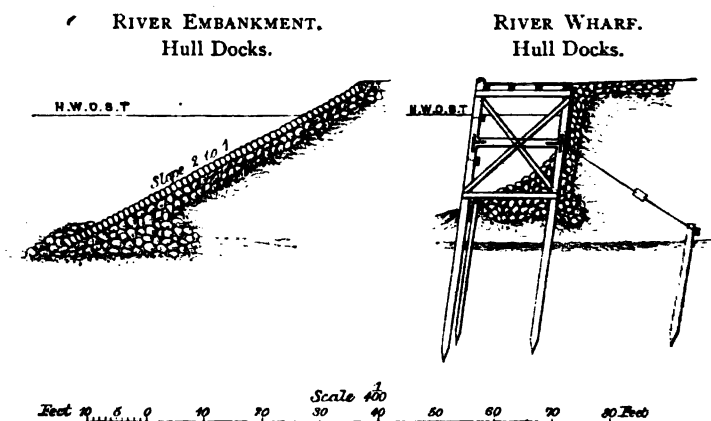 RIVER EMBANKMENT.
Hull Docks.
RIVER WHARF.
Hull Docks.
H.W.O.S.T
H.W.O.S.T
Slope 2 to 1
Scale 1/400
Feet 10 5 0 10 20 30 40 50 60 70 80 Feet